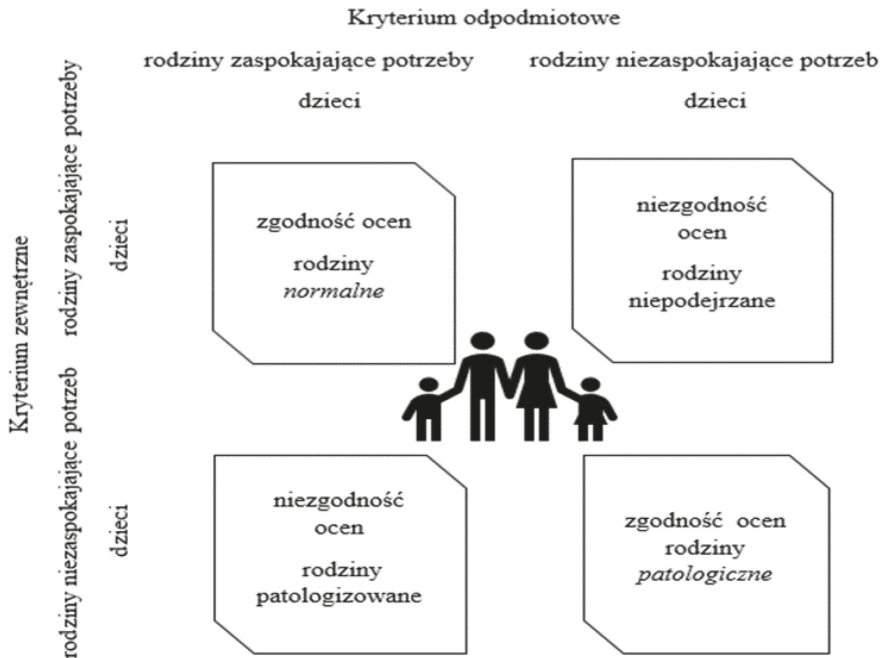 Kryterium odpodmiotowe
rodziny zaspokajające potrzeby
dzieci
rodziny niezaspokajające potrzeb
dzieci
Kryterium zewnętrzne
rodziny zaspokajające potrzeby
dzieci
zgodność ocen
rodziny
normalne
niezgodność
ocen
rodziny
niepodejrzane
rodziny niezaspokajające potrzeb
dzieci
niezgodność
ocen
rodziny
patologizowane
zgodność ocen
rodziny
patologiczne